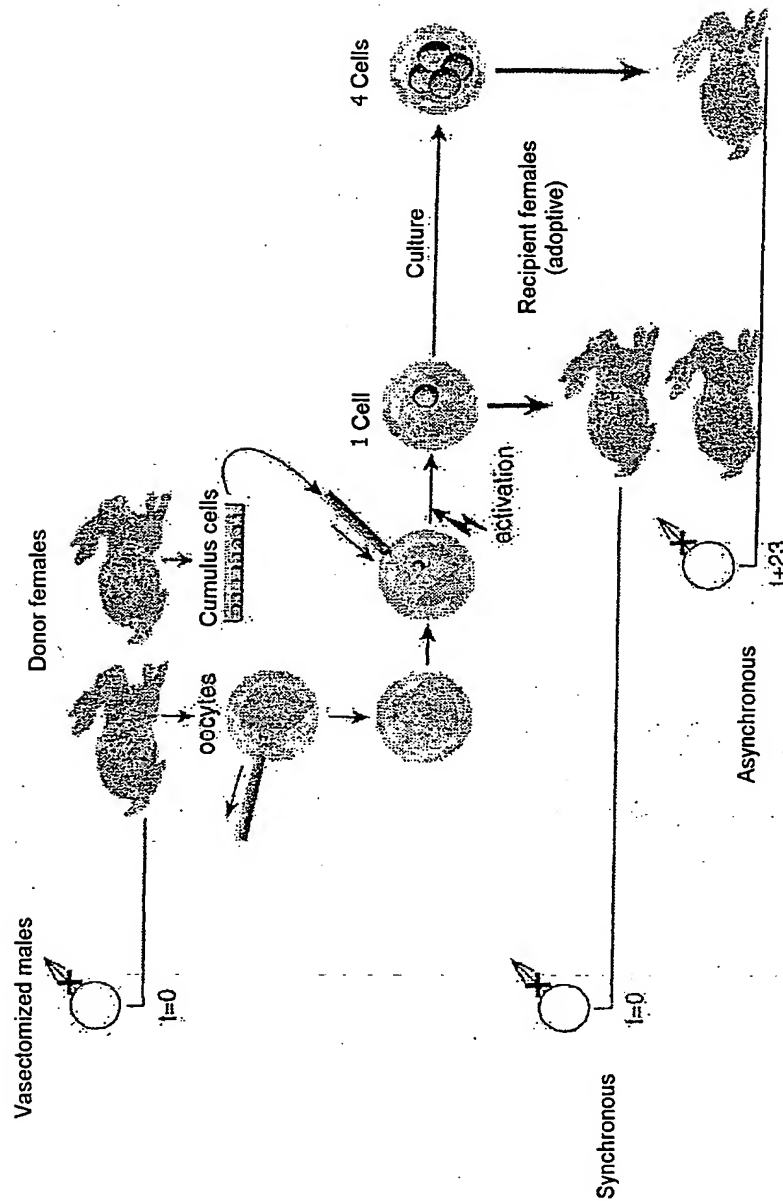 Vasectomized males
t=0
Donor females
oocytes
Cumulus cells
activation
1 Cell
Culture
4 Cells
Recipient females
(adoptive)
Synchronous
t=0
Asynchronous
t+23